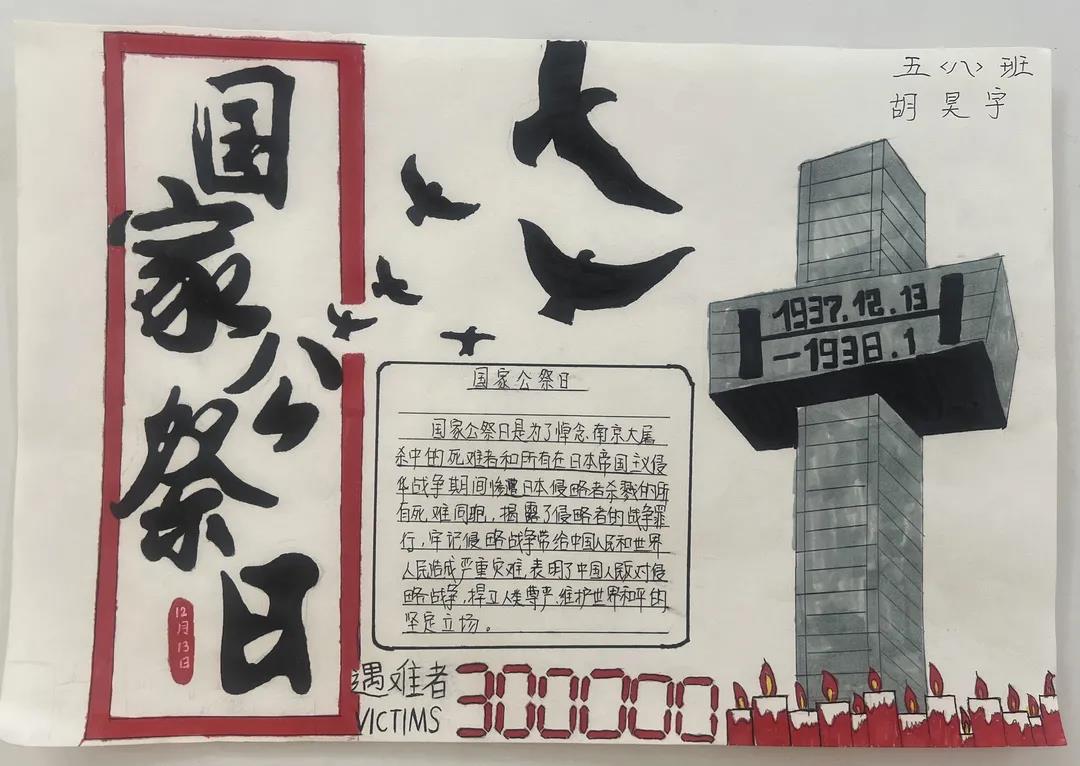 国家公祭日
12月13日
五〈八〉班
胡昊宇
1937.12.13
-1938.1
国家公祭日
国家公祭日是为了悼念南京大屠
杀中的死难者和所有在日本帝国主义侵
华战争期间惨遭日本侵略者杀戮的所
有死难同胞，揭露了侵略者的战争罪
行，牢记侵略战争带给中国人民和世界
人民造成严重灾难，表明了中国人民反对侵
略战争，捍卫人类尊严，维护世界和平的
坚定立场。
遇难者
VICTIMS
300000